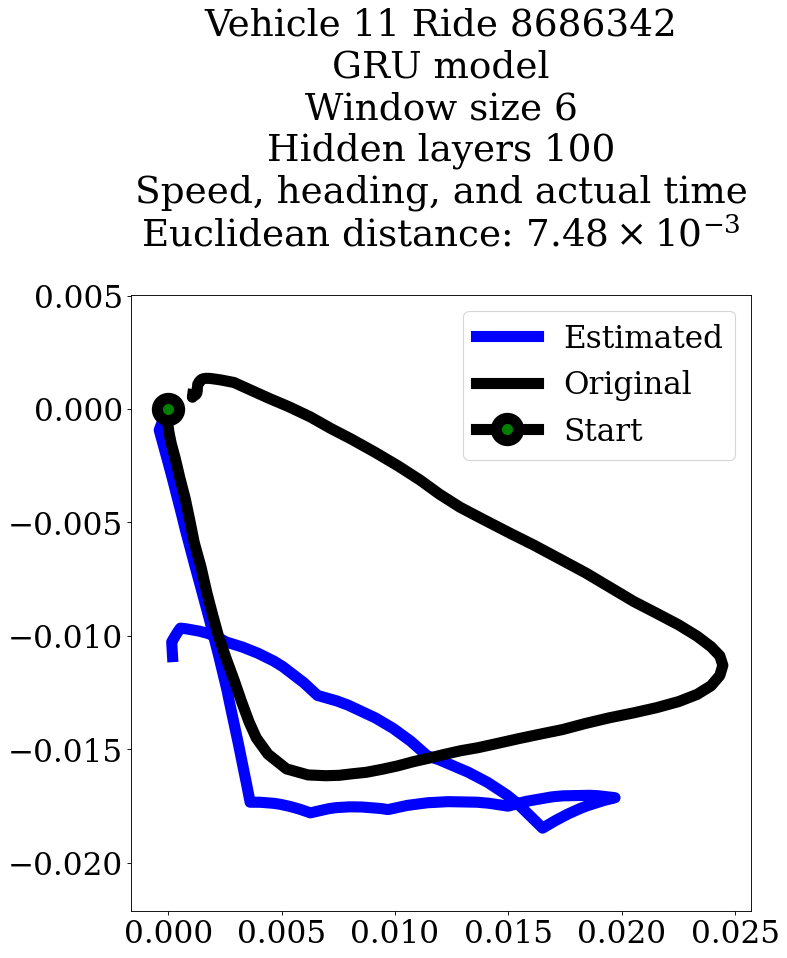 Vehicle 11 Ride 8686342
GRU model
Window size 6
Hidden layers 100
Speed, heading, and actual time
Euclidean distance: 7.48 × 10⁻³
0.005
Estimated
Original
Start
0.000
−0.005
−0.010
−0.015
−0.020
0.000 0.005 0.010 0.015 0.020 0.025